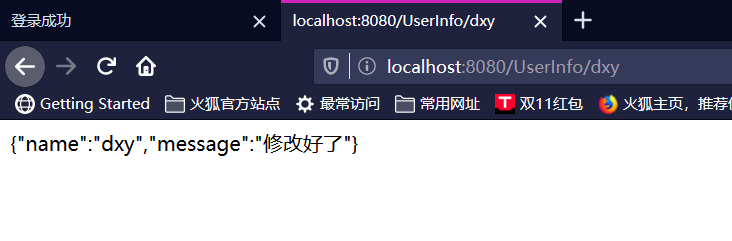 登录成功
localhost:8080/UserInfo/dxy
localhost:8080/UserInfo/dxy
Getting Started 火狐官方站点 最常访问 常用网址 T 双11红包 火狐主页，推荐
{"name":"dxy","message":"修改好了"}